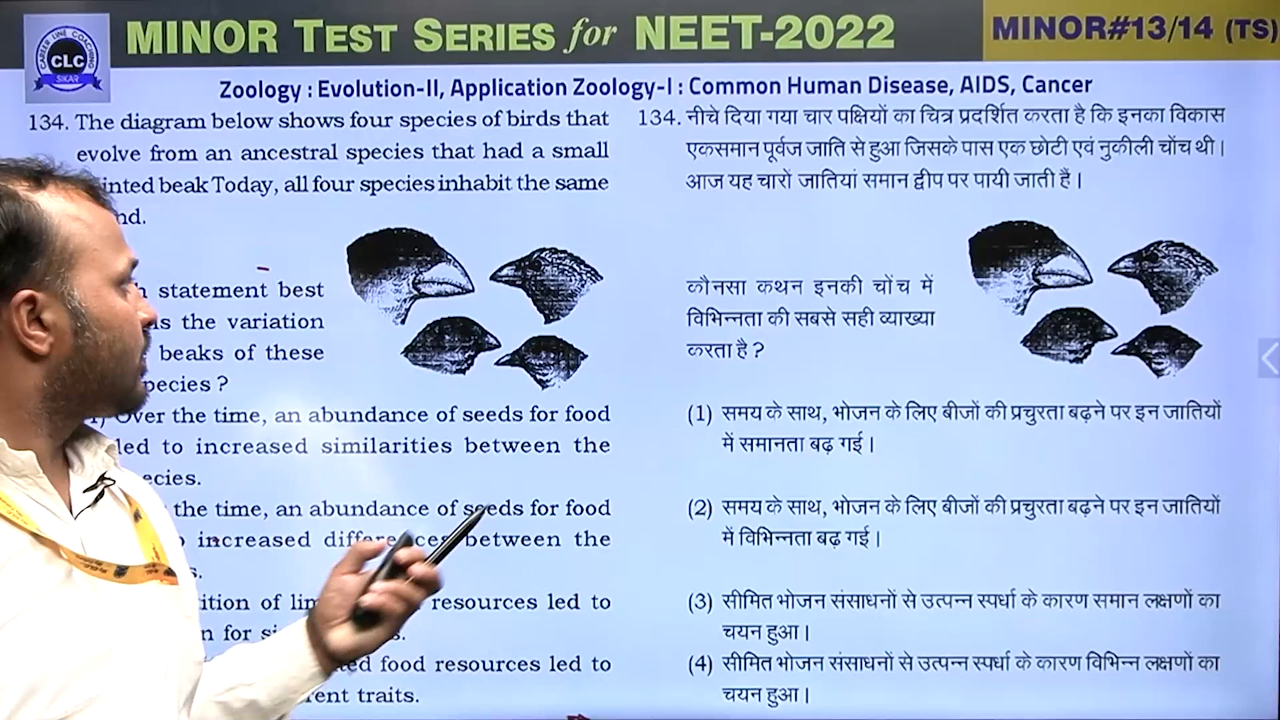 CAREER LINE COACHING
CLC
SIKAR
MINOR TEST SERIES for NEET-2022
MINOR#13/14 (TS)
Zoology : Evolution-II, Application Zoology-I : Common Human Disease, AIDS, Cancer
134. The diagram below shows four species of birds that
evolve from an ancestral species that had a small
inted beak Today, all four species inhabit the same
nd.
statement best
the variation
beaks of these
pecies ?
1) Over the time, an abundance of seeds for food
led to increased similarities between the
ecies.
the time, an abundance of seeds for food
increased differences between the
s.
ition of resources led to
n for
ed food resources led to
rent traits.
134. नीचे दिया गया चार पक्षियों का चित्र प्रदर्शित करता है कि इनका विकास
एकसमान पूर्वज जाति से हुआ जिसके पास एक छोटी एवं नुकीली चोंच थी।
आज यह चारों जातियां समान द्वीप पर पायी जाती हैं।
कौनसा कथन इनकी चोंच में
विभिन्नता की सबसे सही व्याख्या
करता है ?
(1) समय के साथ, भोजन के लिए बीजों की प्रचुरता बढ़ने पर इन जातियों
में समानता बढ़ गई।
(2) समय के साथ, भोजन के लिए बीजों की प्रचुरता बढ़ने पर इन जातियों
में विभिन्नता बढ़ गई।
(3) सीमित भोजन संसाधनों से उत्पन्न स्पर्धा के कारण समान लक्षणों का
चयन हुआ।
(4) सीमित भोजन संसाधनों से उत्पन्न स्पर्धा के कारण विभिन्न लक्षणों का
चयन हुआ।